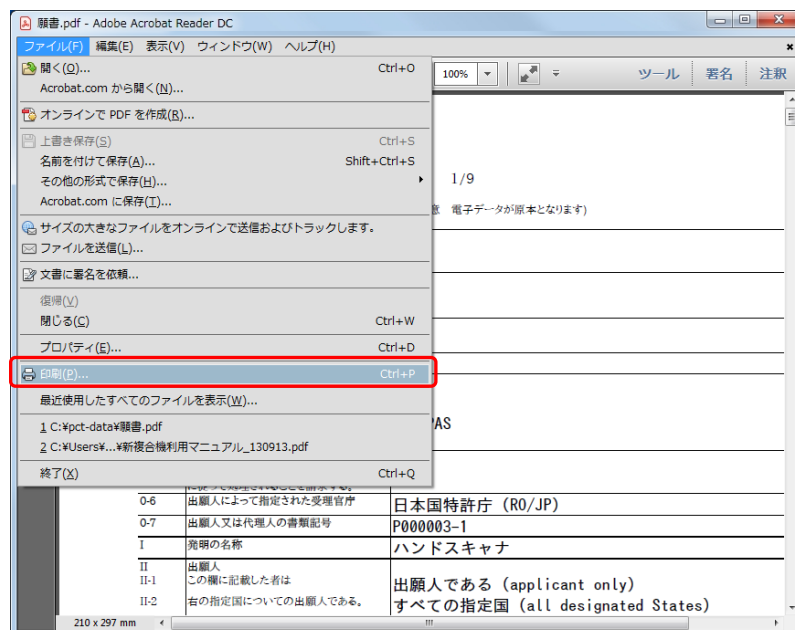 願書.pdf - Adobe Acrobat Reader DC
ファイル(F) 編集(E) 表示(V) ウィンドウ(W) ヘルプ(H)
開く(O)... Ctrl+O
Acrobat.com から開く(N)...
オンラインで PDF を作成(R)...
上書き保存(S) Ctrl+S
名前を付けて保存(A)... Shift+Ctrl+S
その他の形式で保存(H)...
Acrobat.com に保存(T)...
サイズの大きなファイルをオンラインで送信およびトラックします。
ファイルを送信(L)...
文書に署名を依頼...
復帰(V)
閉じる(C) Ctrl+W
プロパティ(E)... Ctrl+D
印刷(P)... Ctrl+P
最近使用したすべてのファイルを表示(W)...
1 C:¥pct-data¥願書.pdf
2 C:¥Users¥...¥新複合機利用マニュアル_130913.pdf
終了(X) Ctrl+Q
100% ツール 署名 注釈
1/9
電子データが原本となります)
PAS
0-6 出願人によって指定された受理官庁 日本国特許庁 (RO/JP)
0-7 出願人又は代理人の書類記号 P000003-1
I 発明の名称 ハンドスキャナ
II 出願人
II-1 この欄に記載した者は 出願人である (applicant only)
II-2 右の指定国についての出願人である。 すべての指定国 (all designated States)
210 x 297 mm